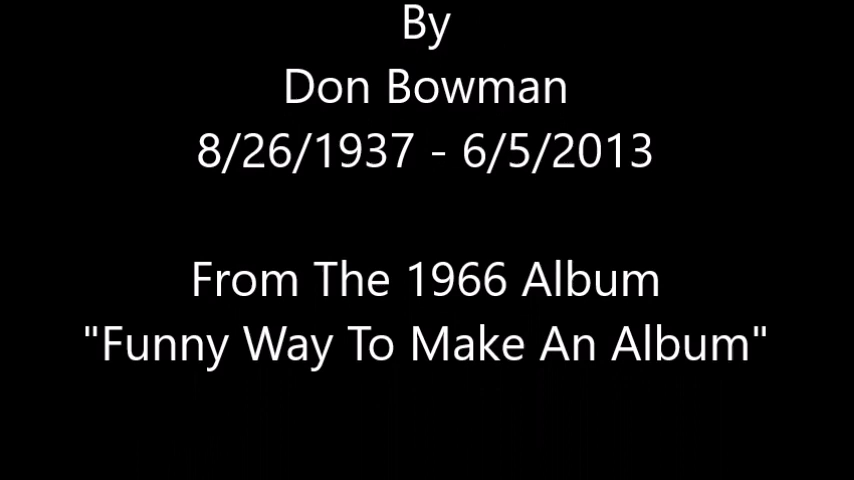 By
Don Bowman
8/26/1937 - 6/5/2013
From The 1966 Album
"Funny Way To Make An Album"